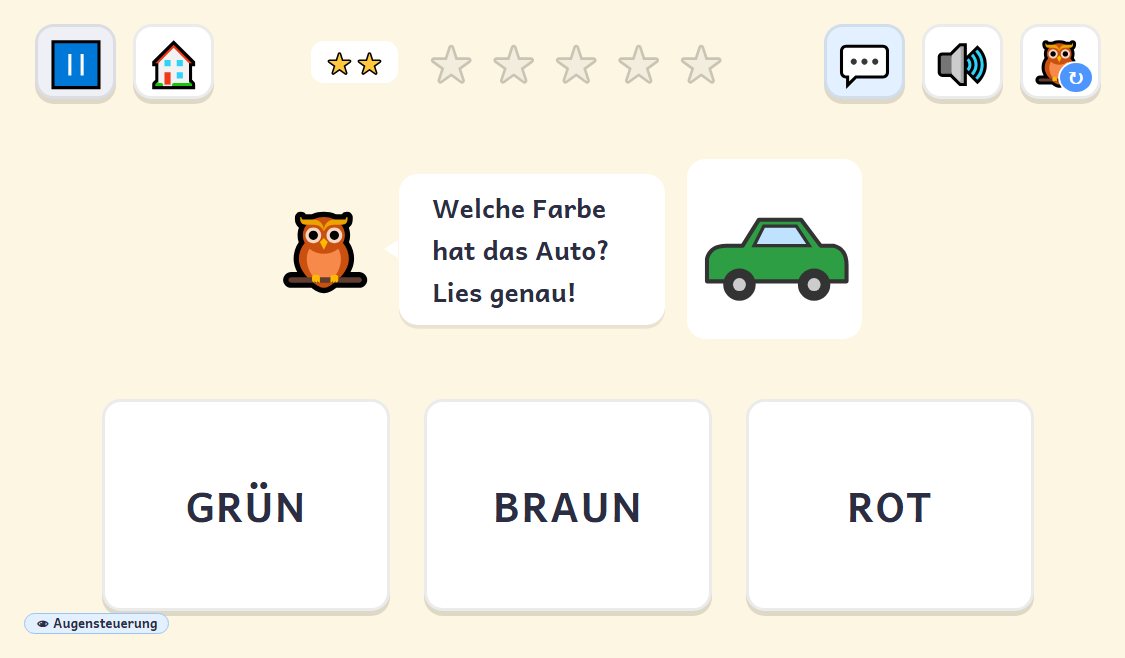 Welche Farbe
hat das Auto?
Lies genau!
GRÜN
BRAUN
ROT
Augensteuerung